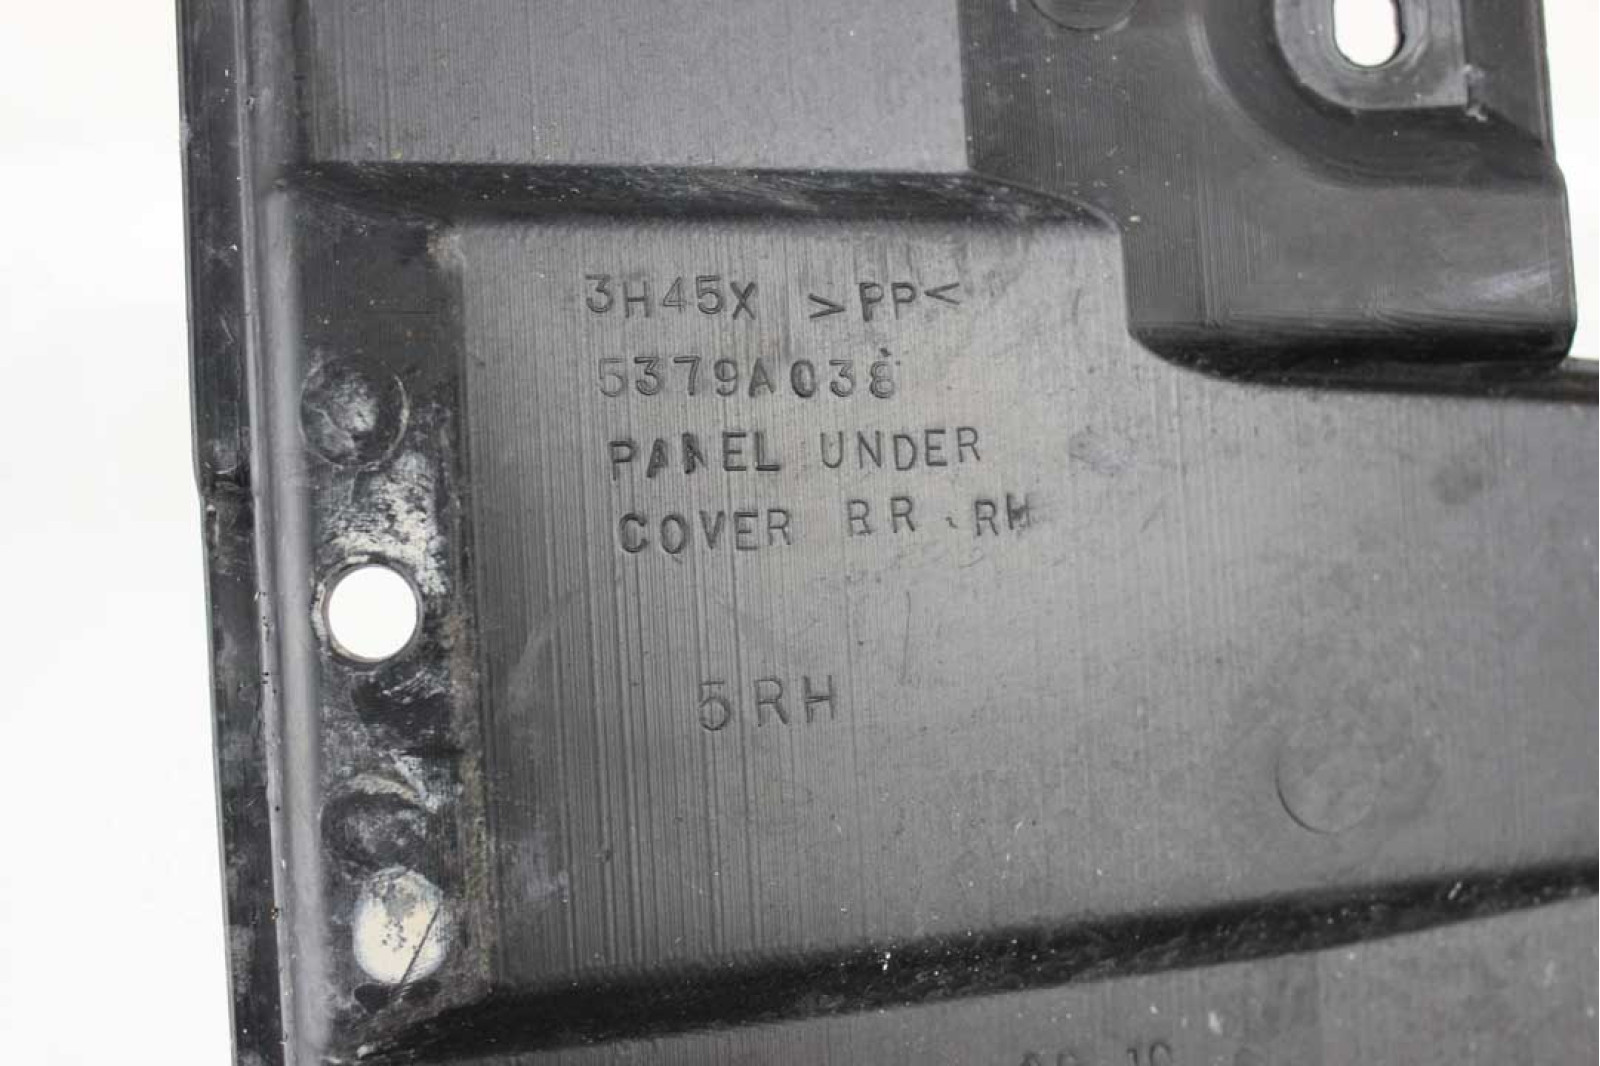 3H45X >PP<
5379A038
PANEL UNDER
COVER RR RH
5RH